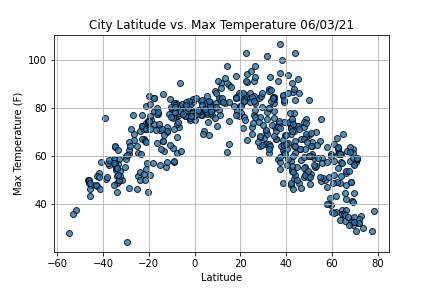 City Latitude vs. Max Temperature 06/03/21
Max Temperature (F)
100
80
60
40
−60 −40 −20 0 20 40 60 80
Latitude